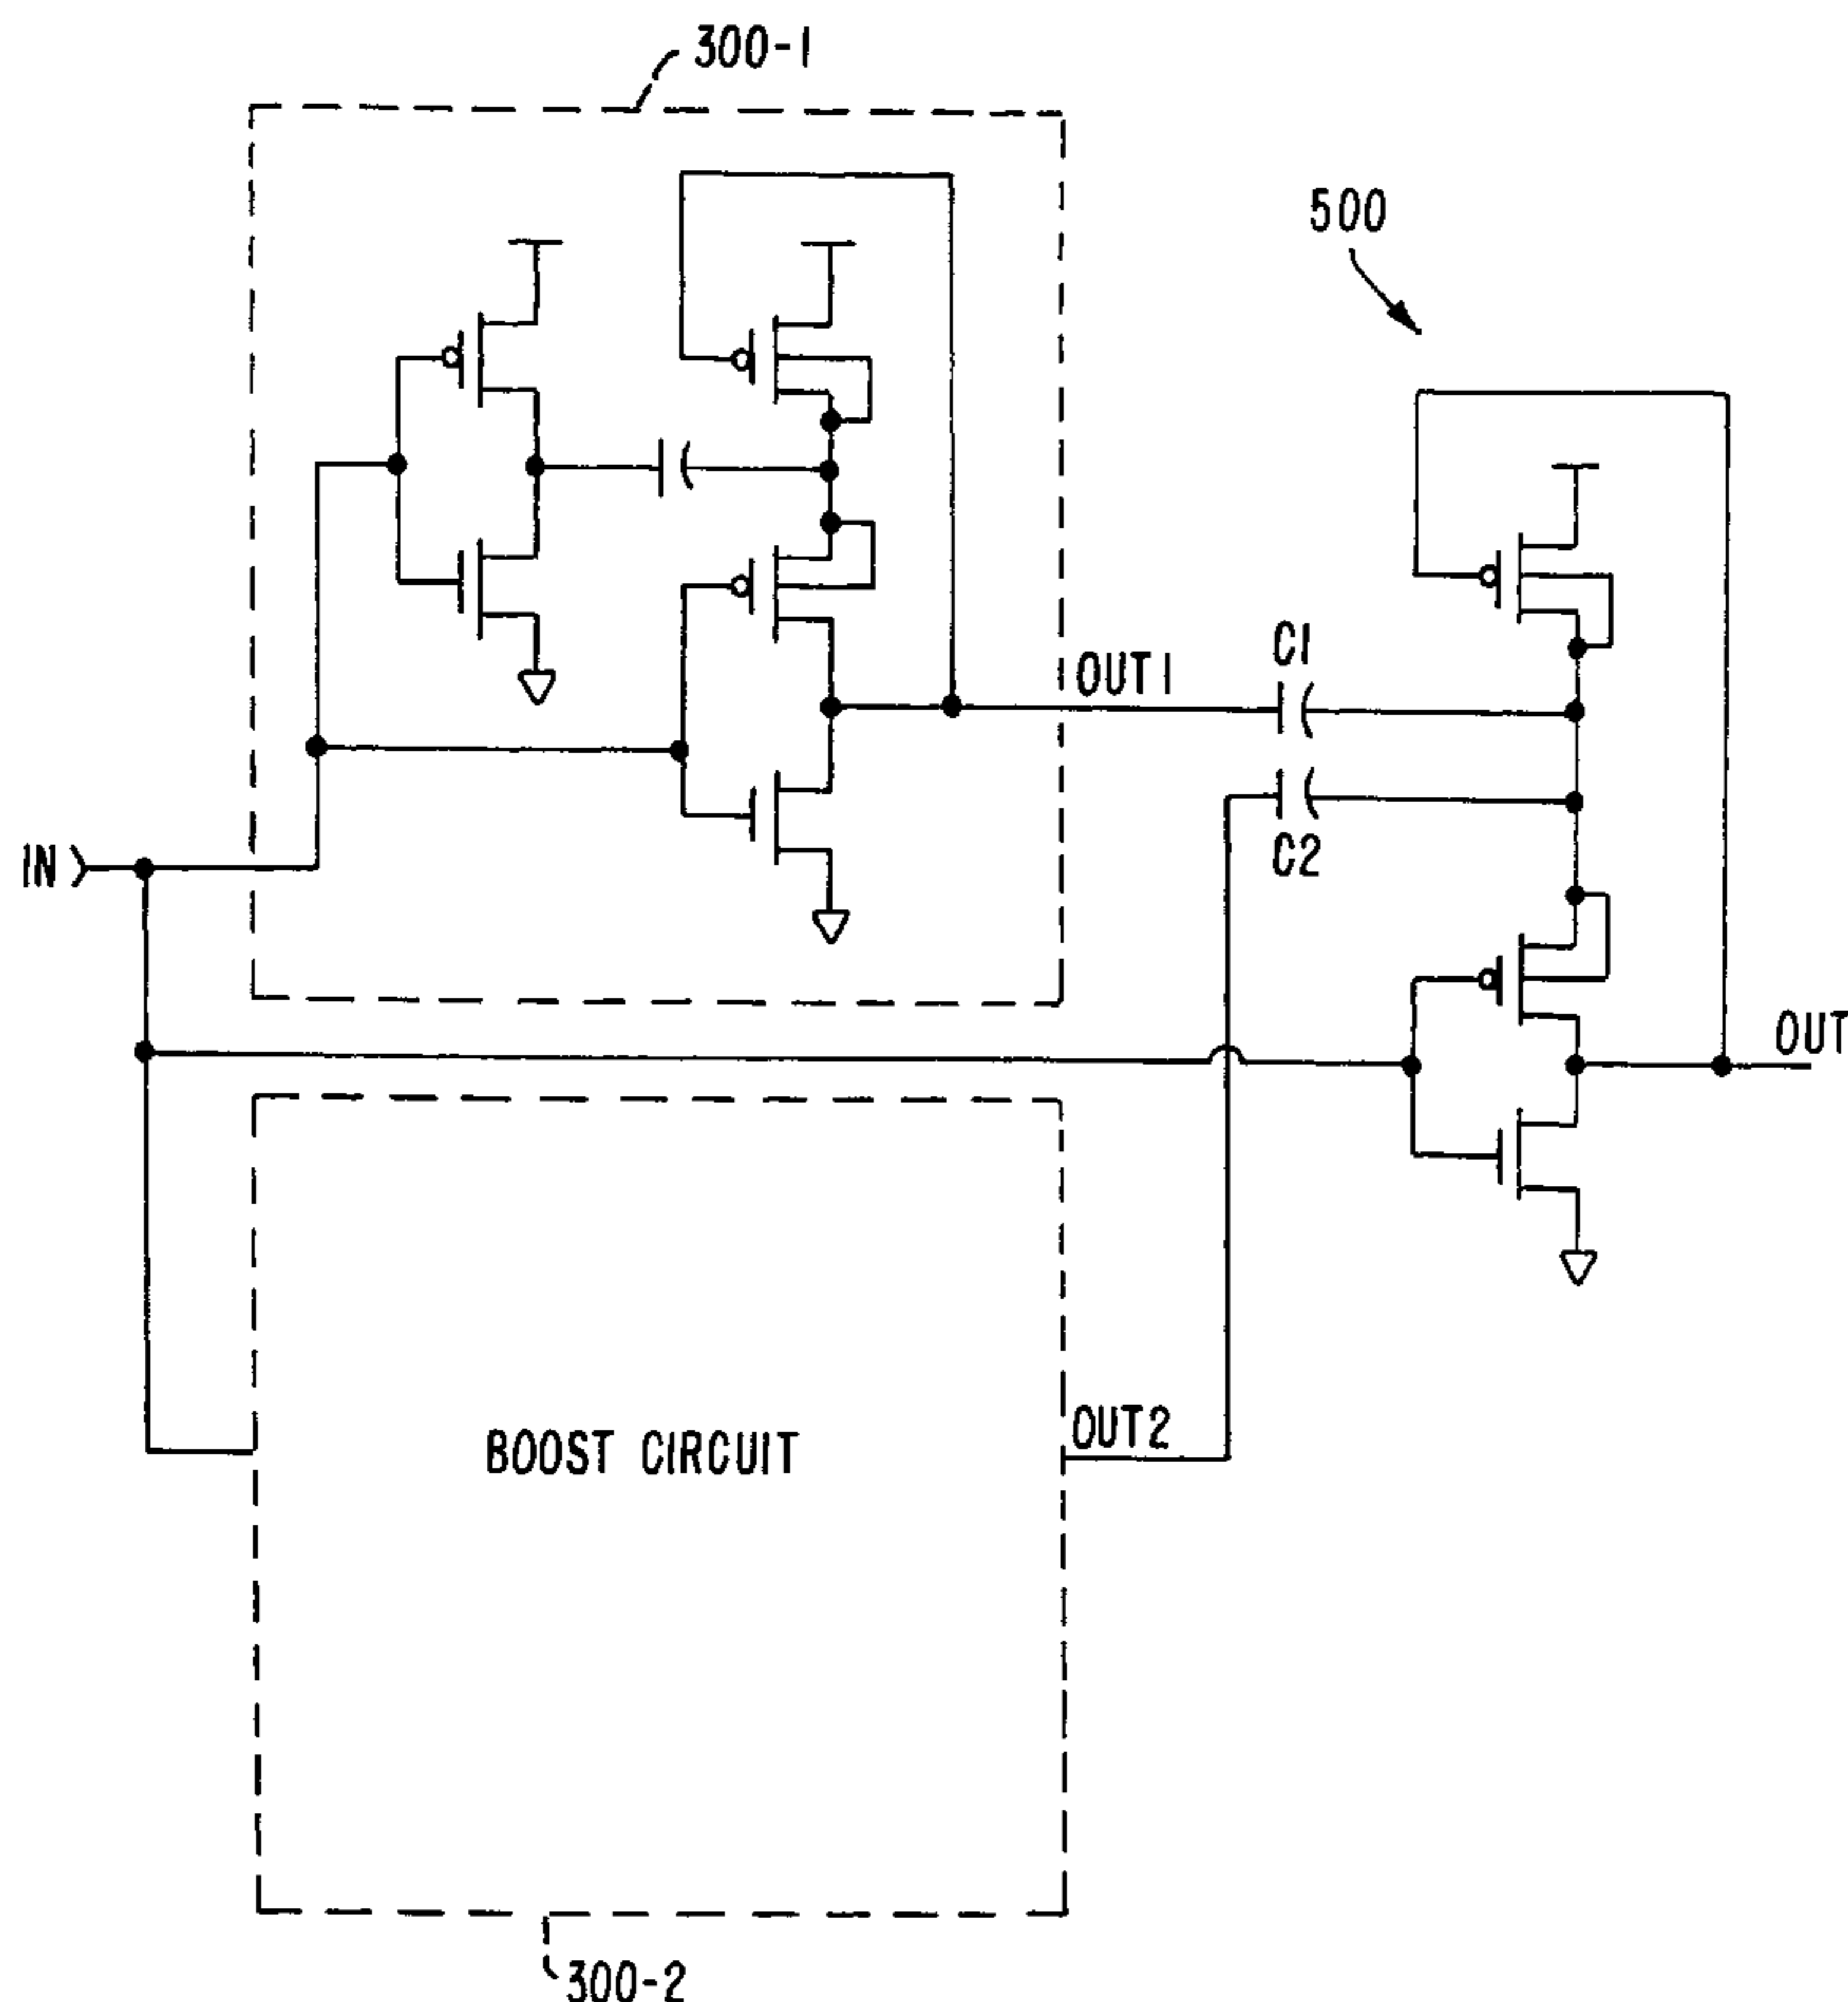 300-1
500
OUT1
C1
C2
IN
OUT
BOOST CIRCUIT
OUT2
300-2